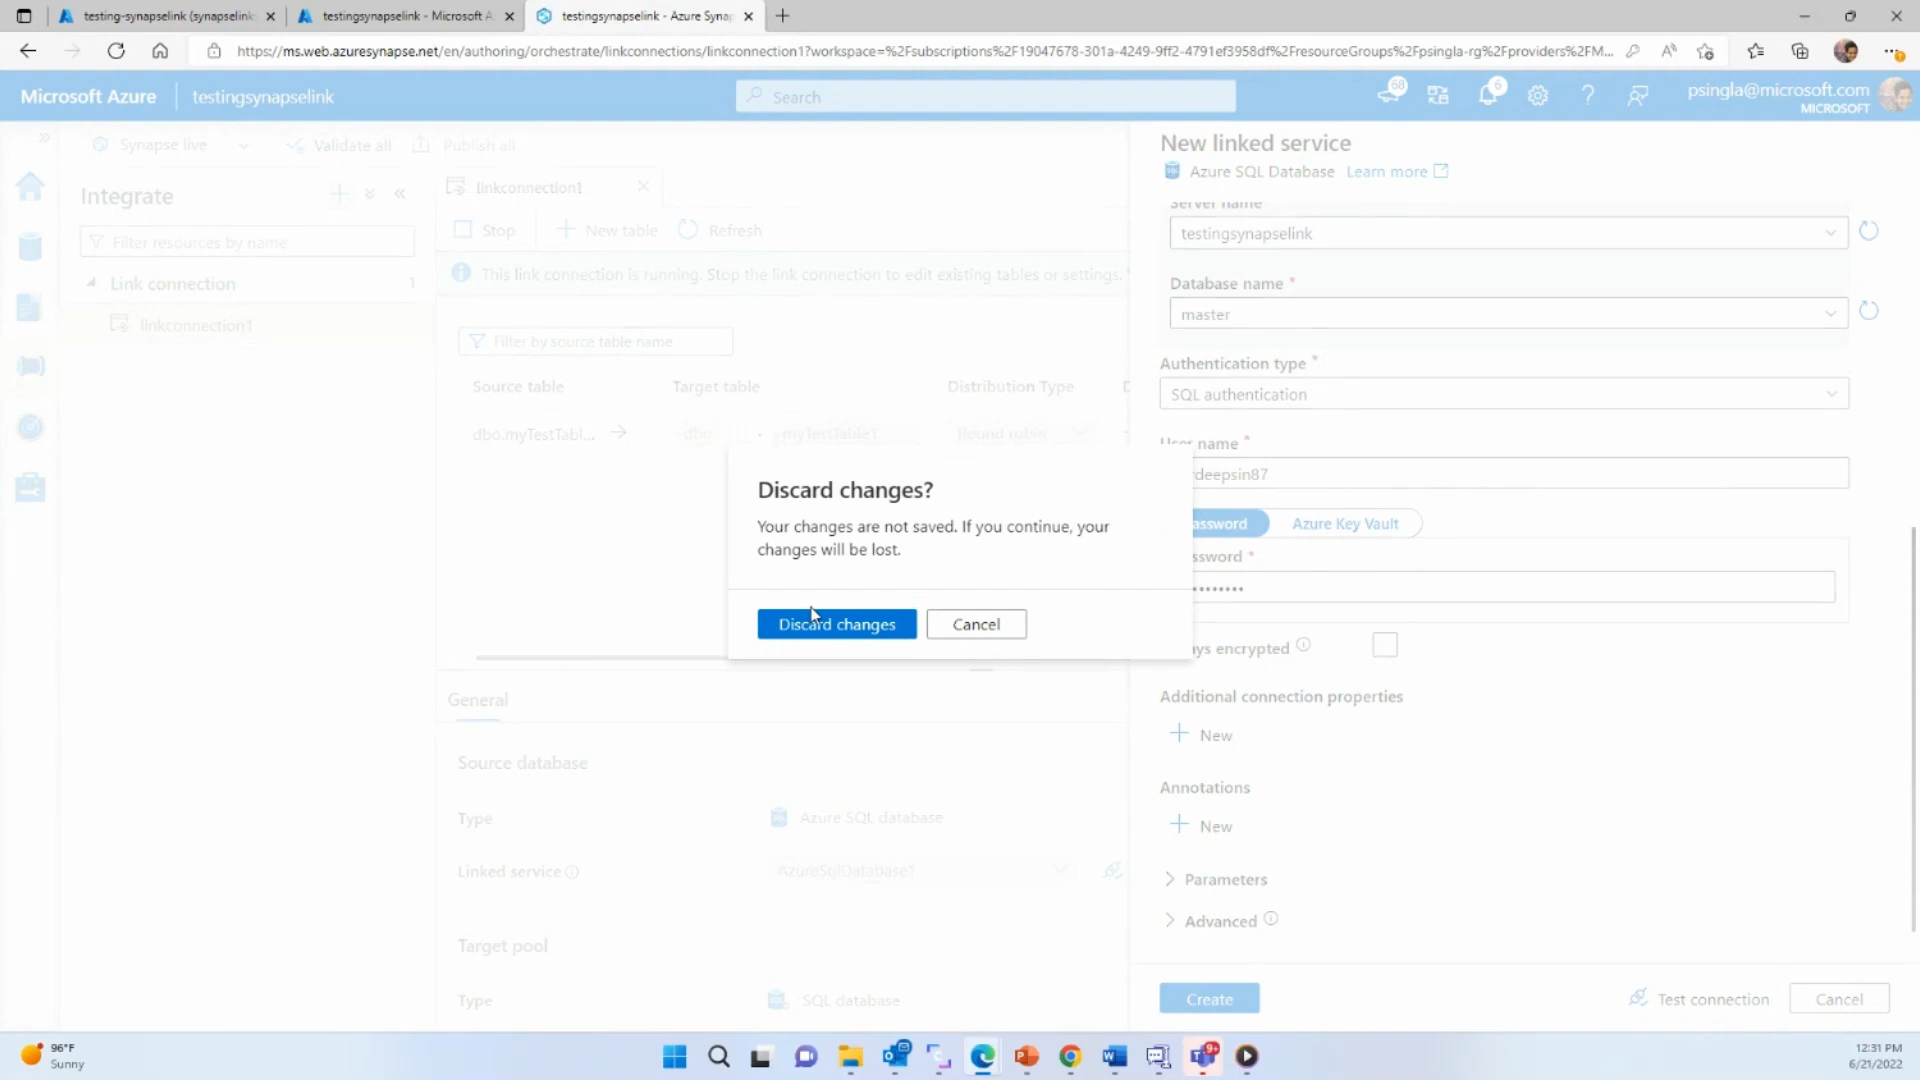 testing-synapselink (synapselink
testingsynapselink - Microsoft A
testingsynapselink - Azure Synap
https://ms.web.azuresynapse.net/en/authoring/orchestrate/linkconnections/linkconnection1?workspace=%2Fsubscriptions%2F19047678-301a-4249-9ff2-4791ef3958df%2FresourceGroups%2Fpsingla-rg%2Fproviders%2FM...
Microsoft Azure
testingsynapselink
Search
68
6
psingla@microsoft.com
MICROSOFT
Synapse live
Validate all
Publish all
Integrate
Filter resources by name
Link connection
1
linkconnection1
linkconnection1
Stop
New table
Refresh
This link connection is running. Stop the link connection to edit existing tables or settings.
Filter by source table name
Source table
Target table
Distribution Type
dbo.myTestTabl...
dbo
.
myTestTable1
Round robin
General
Source database
Type
Azure SQL database
Linked service
AzureSqlDatabase1
Target pool
Type
SQL database
Discard changes?
Your changes are not saved. If you continue, your
changes will be lost.
Discard changes
Cancel
New linked service
Azure SQL Database
Learn more
Server name
testingsynapselink
Database name *
master
Authentication type *
SQL authentication
User name *
rdeepsin87
assword
Azure Key Vault
ssword *
ays encrypted
Additional connection properties
New
Annotations
New
Parameters
Advanced
Create
Test connection
Cancel
96°F
Sunny
9+
12:31 PM
6/21/2022